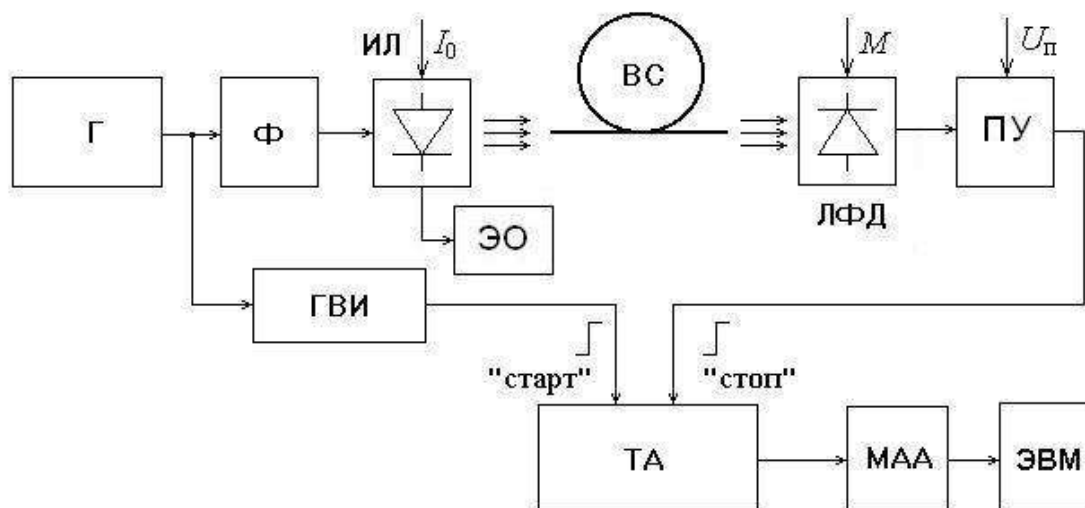 ИЛ I₀
ВС
M
Uп
Г
Ф
ПУ
ЛФД
ЭО
ГВИ
"старт"
"стоп"
ТА
МАА
ЭВМ